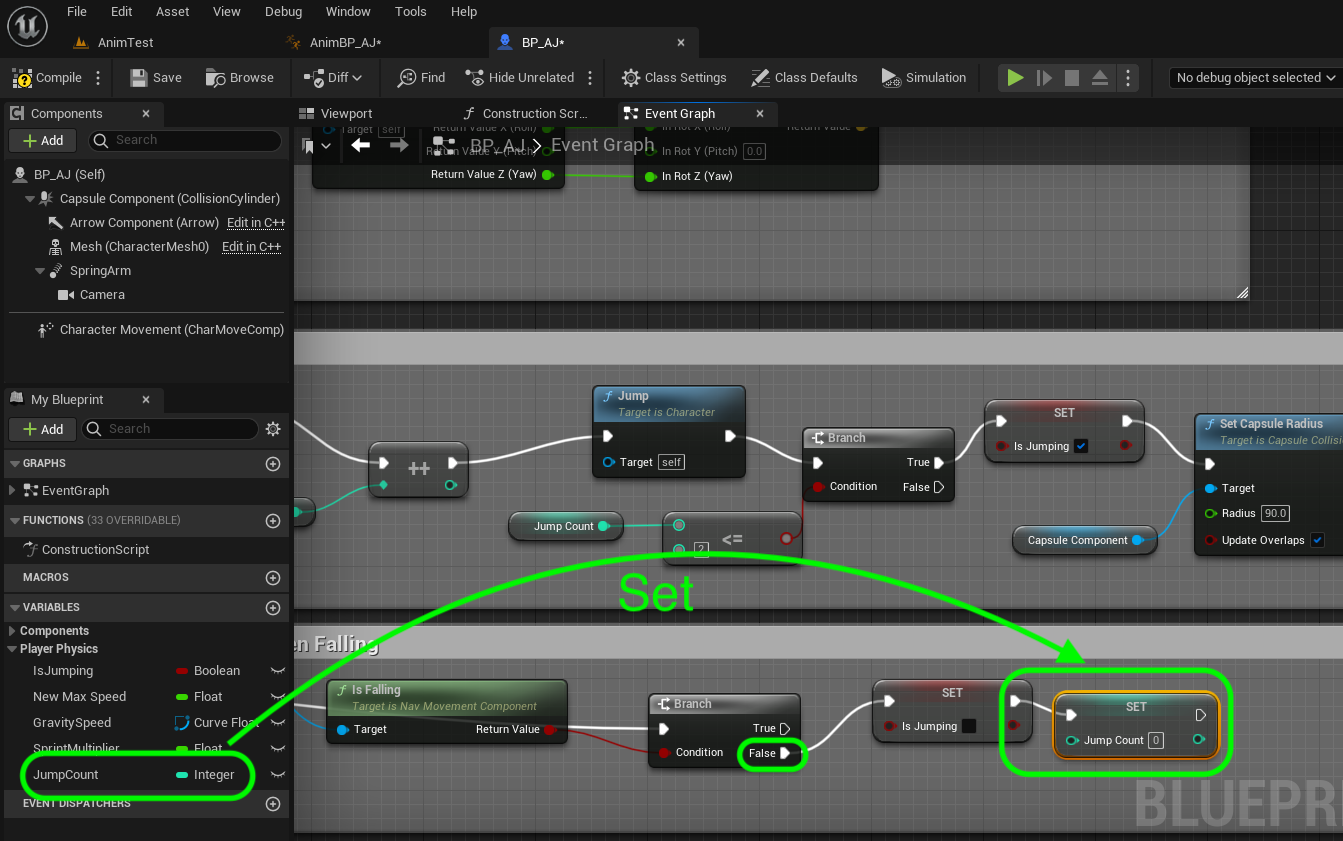 File Edit Asset View Debug Window Tools Help
AnimTest AnimBP_AJ* BP_AJ*
Compile Save Browse Diff Find Hide Unrelated Class Settings Class Defaults Simulation No debug object selected
Components Viewport Construction Scr... Event Graph
Add Search
BP_AJ (Self)
Capsule Component (CollisionCylinder)
Arrow Component (Arrow) Edit in C++
Mesh (CharacterMesh0) Edit in C++
SpringArm
Camera
Character Movement (CharMoveComp)
My Blueprint
Add Search
GRAPHS
EventGraph
FUNCTIONS (33 OVERRIDABLE)
ConstructionScript
MACROS
VARIABLES
Components
Player Physics
IsJumping Boolean
New Max Speed Float
GravitySpeed Curve Float
SprintMultiplier Float
JumpCount Integer
EVENT DISPATCHERS
Target self Return Value X (Roll) In Rot X (Roll) Return Value
BP_AJ > Event Graph
Return Value Y (Pitch) In Rot Y (Pitch) 0.0
Return Value Z (Yaw) In Rot Z (Yaw)
++
Jump
Target is Character
Target self
Branch
True
Condition False
Jump Count
2 <=
SET
Is Jumping
Set Capsule Radius
Target is Capsule
Target
Radius 90.0
Update Overlaps
Capsule Component
Set
Falling
Is Falling
Target is Nav Movement Component
Target Return Value
Branch
True
Condition False
SET
Is Jumping
SET
Jump Count 0
BLUEPR